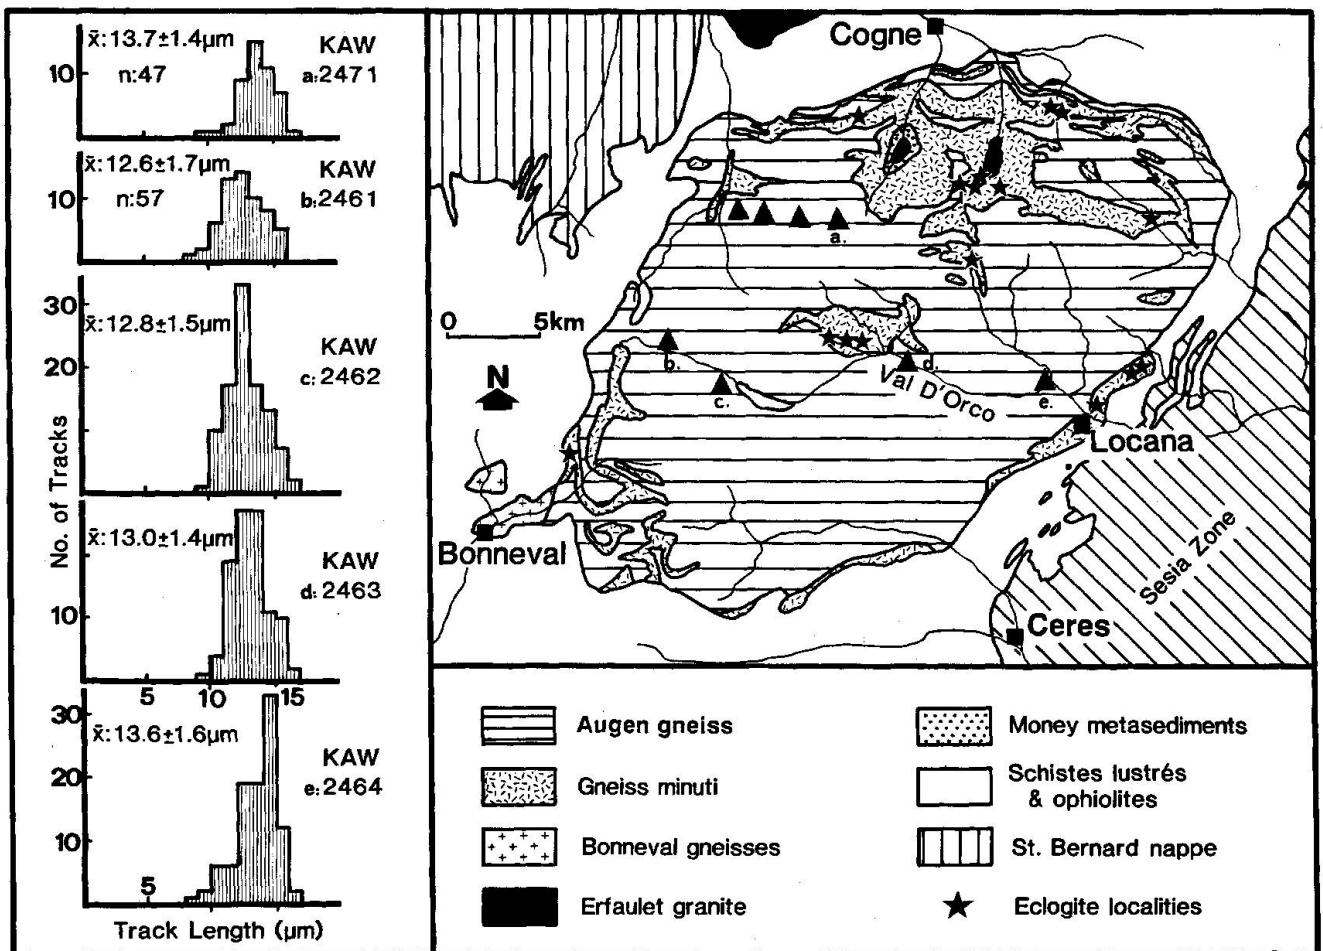 x̄:13.7±1.4µm
n:47
KAW
a:2471
10
x̄:12.6±1.7µm
n:57
KAW
b:2461
10
x̄:12.8±1.5µm
KAW
c:2462
30
20
x̄:13.0±1.4µm
KAW
d:2463
10
5 10 15
x̄:13.6±1.6µm
KAW
e:2464
30
20
10
5
No. of Tracks
Track Length (µm)
Cogne
a.
0 5km
N
b.
c.
d.
Val D'Orco
e.
Locana
Bonneval
Sesia Zone
Ceres
Augen gneiss
Gneiss minuti
Bonneval gneisses
Erfaulet granite
Money metasediments
Schistes lustrés
& ophiolites
St. Bernard nappe
Eclogite localities